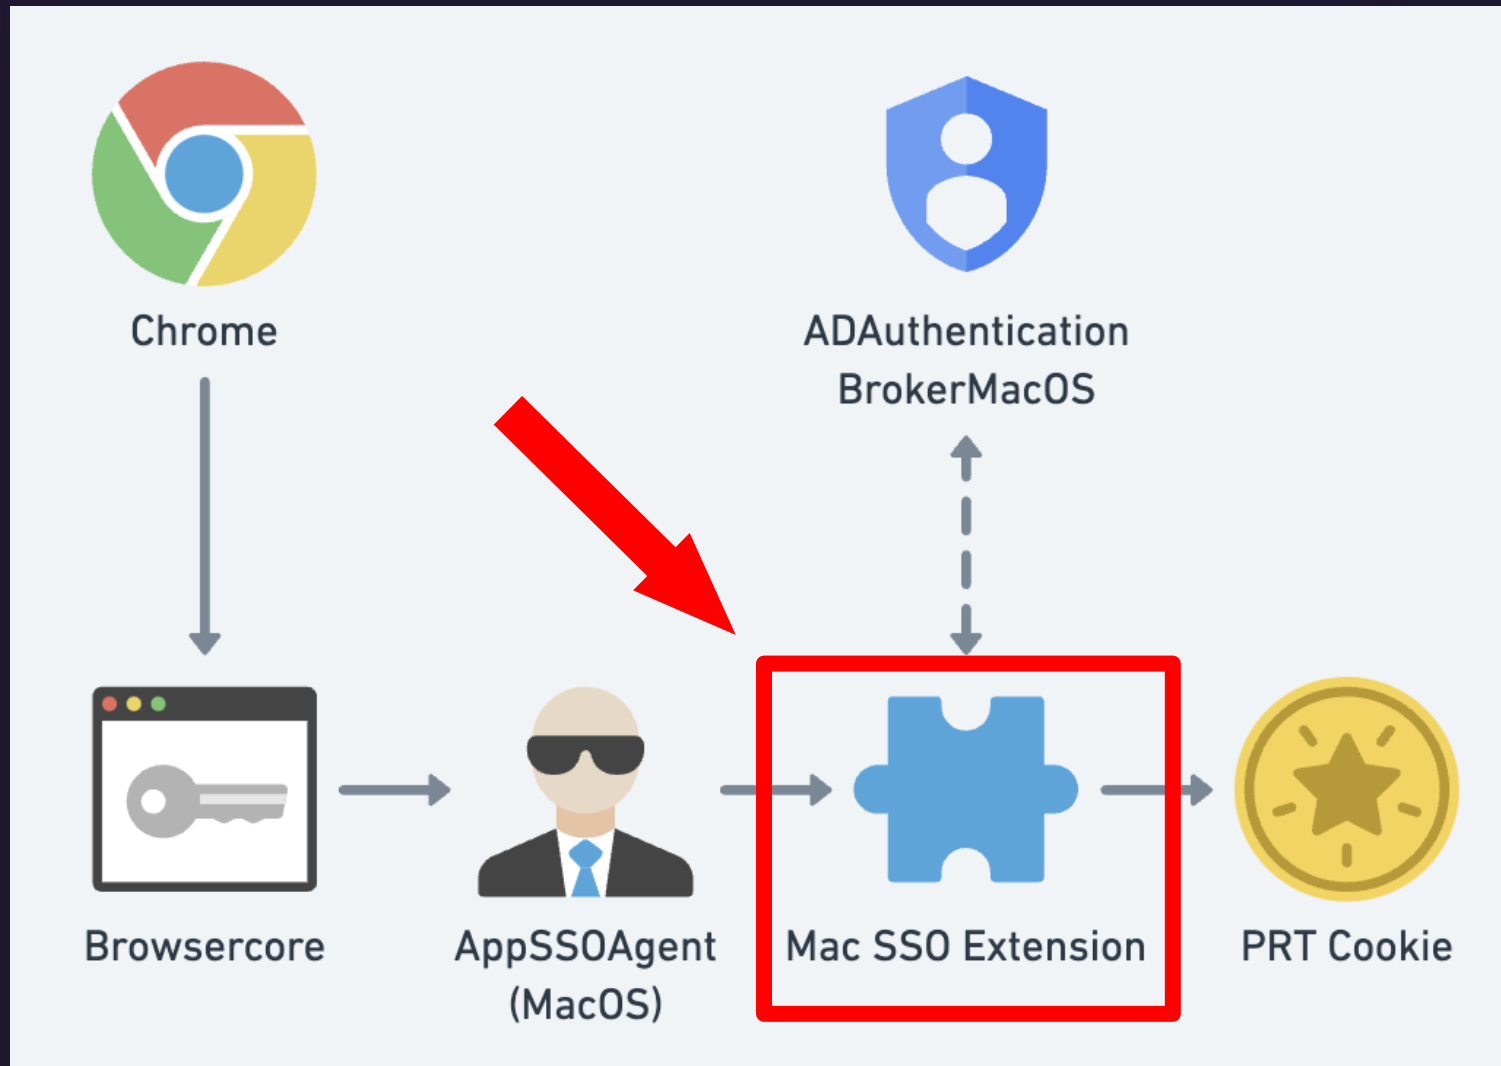 Chrome
ADAuthentication
BrokerMacOS
Browsercore
AppSSOAgent
(MacOS)
Mac SSO Extension
PRT Cookie